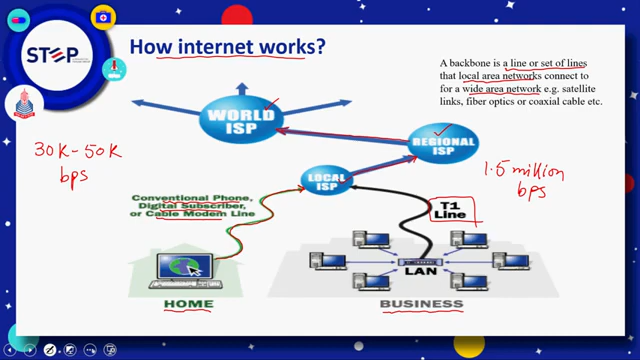 STEP
How internet works?
A backbone is a line or set of lines
that local area networks connect to
for a wide area network e.g. satellite
links, fiber optics or coaxial cable etc.
WORLD
ISP
REGIONAL
ISP
30K-50K
bps
1.5 million
bps
LOCAL
ISP
Conventional Phone,
Digital Subscriber,
or Cable Modem Line
T1
Line
LAN
HOME
BUSINESS